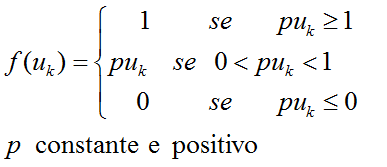 1 se pu_k ≥ 1
f(u_k) = { pu_k se 0 < pu_k < 1
0 se pu_k ≤ 0
p constante e positivo